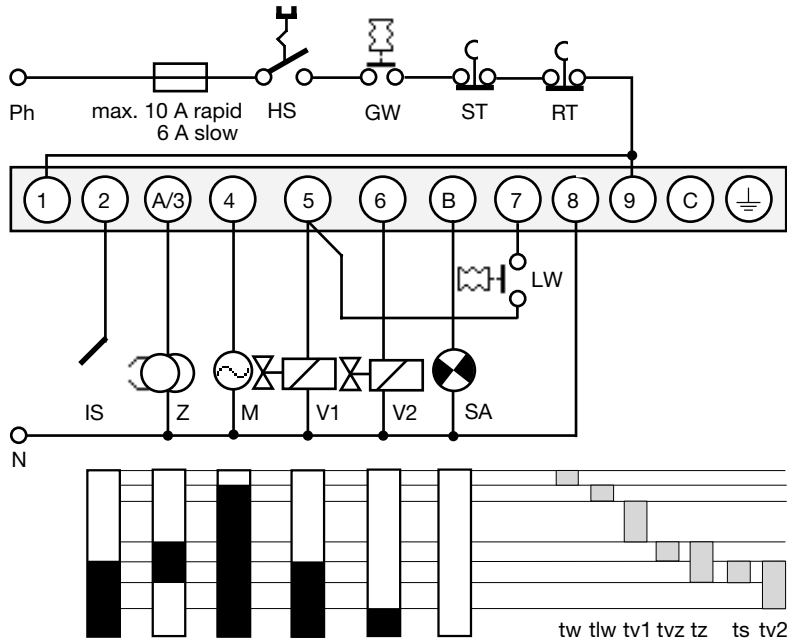 Ph max. 10 A rapid HS GW ST RT
6 A slow
1 2 A/3 4 5 6 B 7 8 9 C
LW
IS Z M V1 V2 SA
N
tw tlw tv1 tvz tz ts tv2